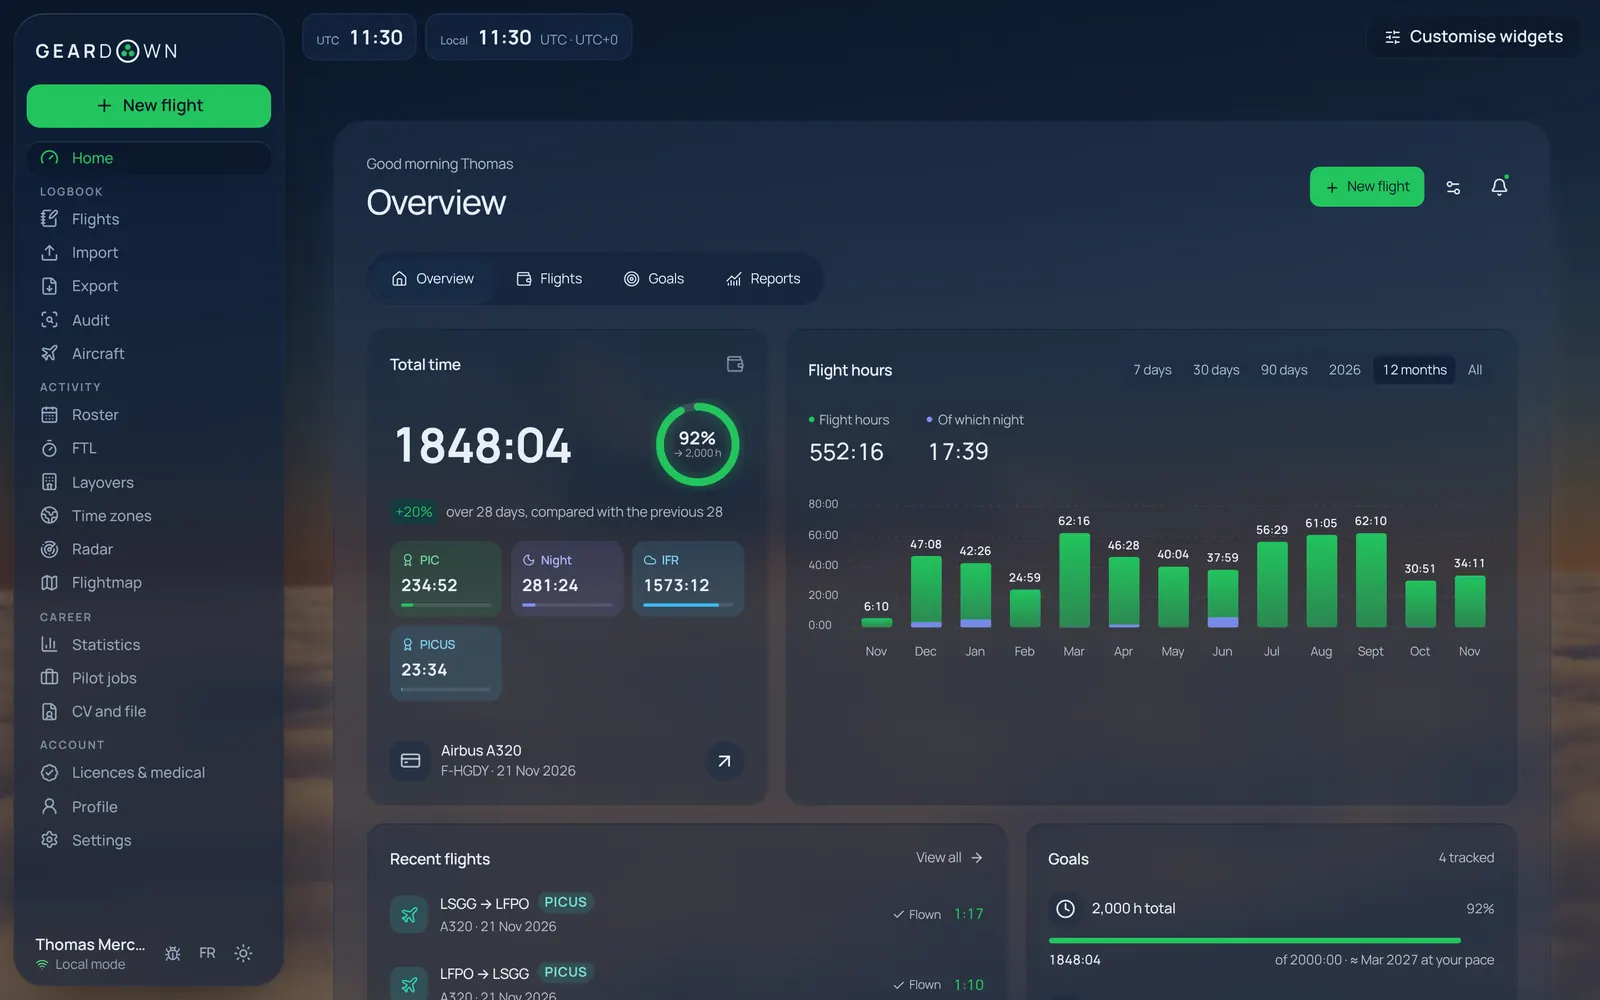 GEARDOWN
New flight
Home
LOGBOOK
Flights
Import
Export
Audit
Aircraft
ACTIVITY
Roster
FTL
Layovers
Time zones
Radar
Flightmap
CAREER
Statistics
Pilot jobs
CV and file
ACCOUNT
Licences & medical
Profile
Settings
Thomas Merc...
Local mode
FR
UTC 11:30
Local 11:30 UTC · UTC+0
Customise widgets
Good morning Thomas
Overview
New flight
Overview Flights Goals Reports
Total time
1848:04
92%
→ 2,000 h
+20% over 28 days, compared with the previous 28
PIC
234:52
Night
281:24
IFR
1573:12
PICUS
23:34
Airbus A320
F-HGDY · 21 Nov 2026
Flight hours
7 days 30 days 90 days 2026 12 months All
Flight hours
552:16
Of which night
17:39
80:00
60:00
40:00
20:00
0:00
6:10 47:08 42:26 24:59 62:16 46:28 40:04 37:59 56:29 61:05 62:10 30:51 34:11
Nov Dec Jan Feb Mar Apr May Jun Jul Aug Sept Oct Nov
Recent flights
View all →
LSGG → LFPO PICUS
A320 · 21 Nov 2026
Flown 1:17
LFPO → LSGG PICUS
A320 · 21 Nov 2026
Flown 1:10
Goals
4 tracked
2,000 h total
92%
1848:04
of 2000:00 · ≈ Mar 2027 at your pace